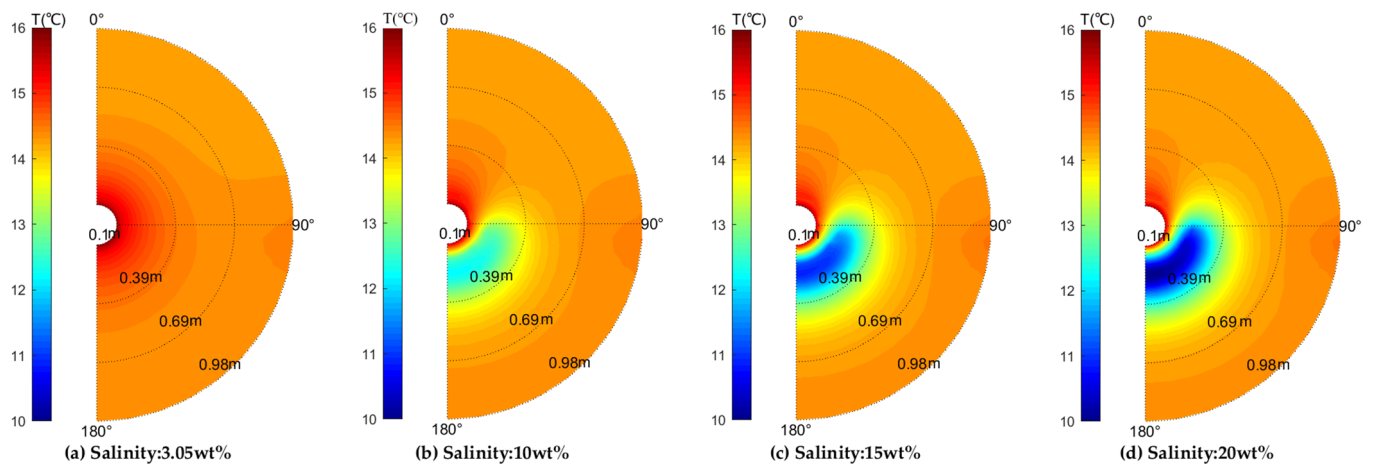 T(℃)
0°
16
15
14
13
12
11
10
0.1m
0.39m
0.69m
0.98m
90°
180°
(a) Salinity:3.05wt%
T(℃)
0°
16
15
14
13
12
11
10
0.1m
0.39m
0.69m
0.98m
90°
180°
(b) Salinity:10wt%
T(℃)
0°
16
15
14
13
12
11
10
0.1m
0.39m
0.69m
0.98m
90°
180°
(c) Salinity:15wt%
T(℃)
0°
16
15
14
13
12
11
10
0.1m
0.39m
0.69m
0.98m
90°
180°
(d) Salinity:20wt%